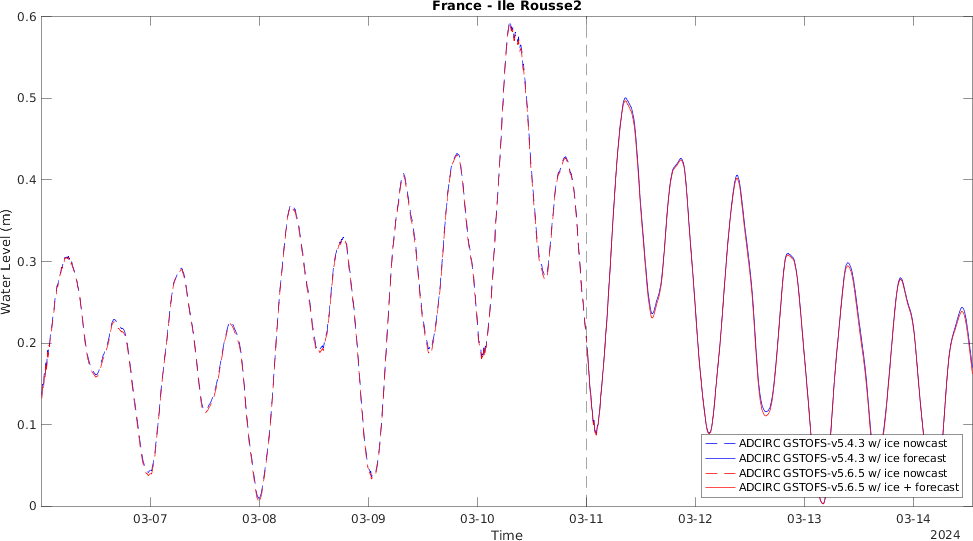 France - Ile Rousse2
0.6
0.5
0.4
0.3
0.2
0.1
0
Water Level (m)
ADCIRC GSTOFS-v5.4.3 w/ ice nowcast
ADCIRC GSTOFS-v5.4.3 w/ ice forecast
ADCIRC GSTOFS-v5.6.5 w/ ice nowcast
ADCIRC GSTOFS-v5.6.5 w/ ice + forecast
03-07 03-08 03-09 03-10 03-11 03-12 03-13 03-14
Time
2024